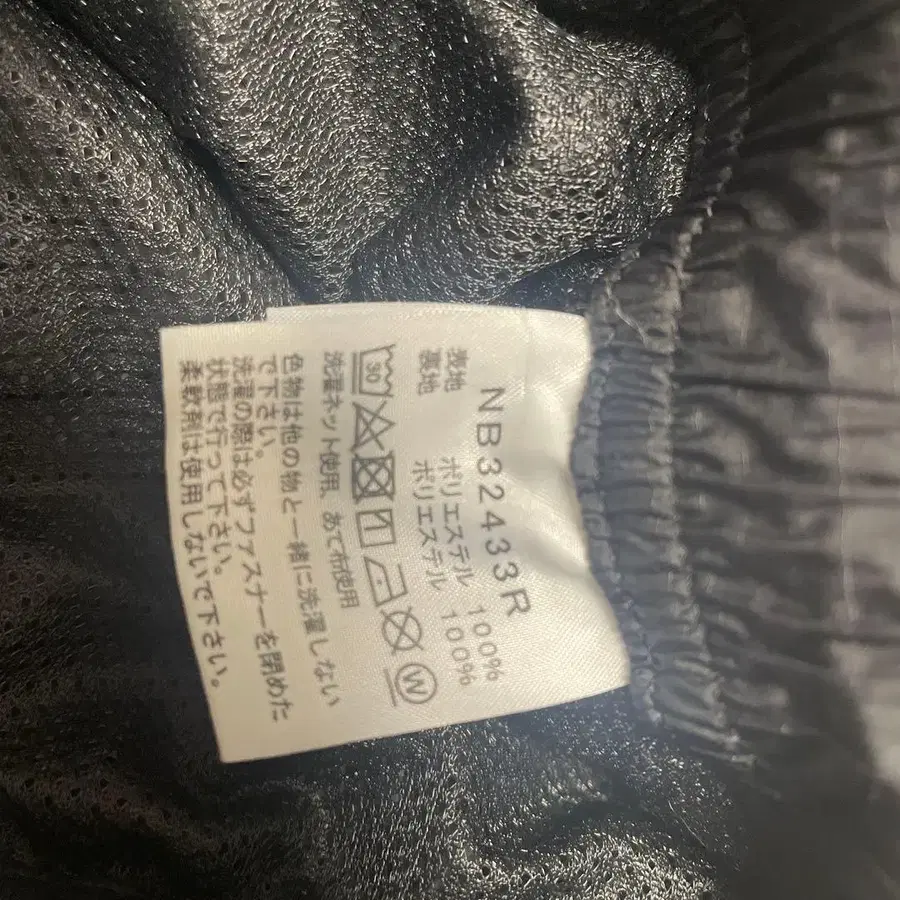 NB32433R
表地 ポリエステル 100%
裏地 ポリエステル 100%
30 W
洗濯ネット使用、あて布使用
色物は他の物と一緒に洗濯しない
で下さい。
洗濯の際は必ずファスナーを閉めた
状態で行って下さい。
柔軟剤は使用しないで下さい。